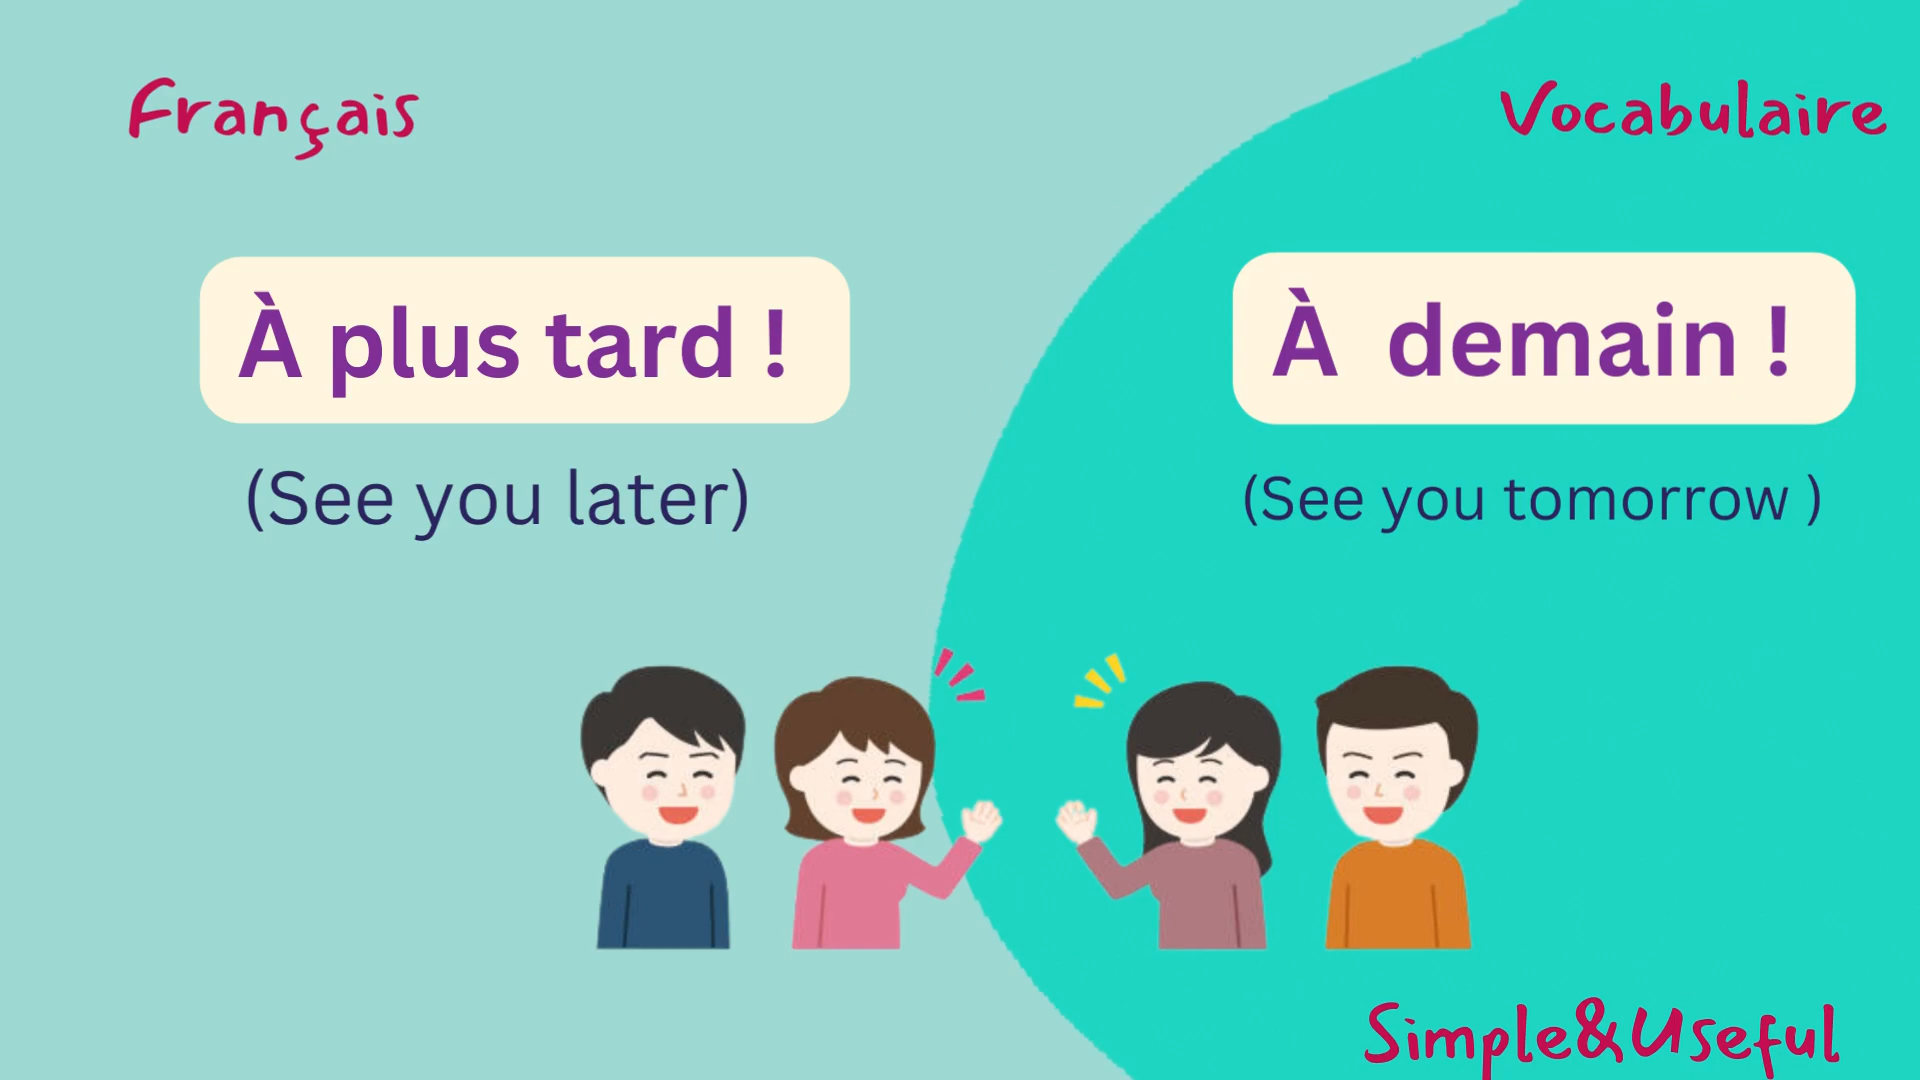 Français
Vocabulaire
À plus tard !
À demain !
(See you later)
(See you tomorrow )
Simple&Useful